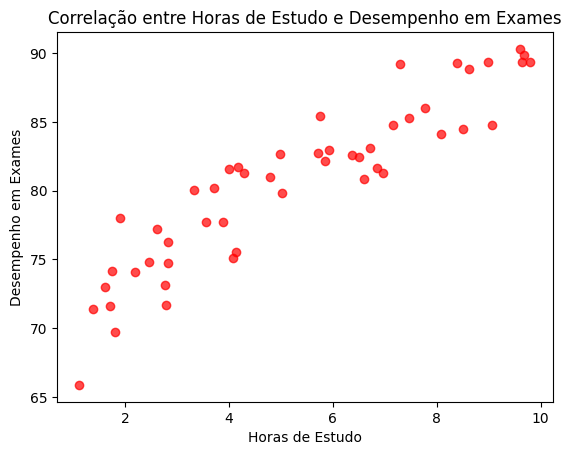 Correlação entre Horas de Estudo e Desempenho em Exames
Desempenho em Exames
90
85
80
75
70
65
2 4 6 8 10
Horas de Estudo